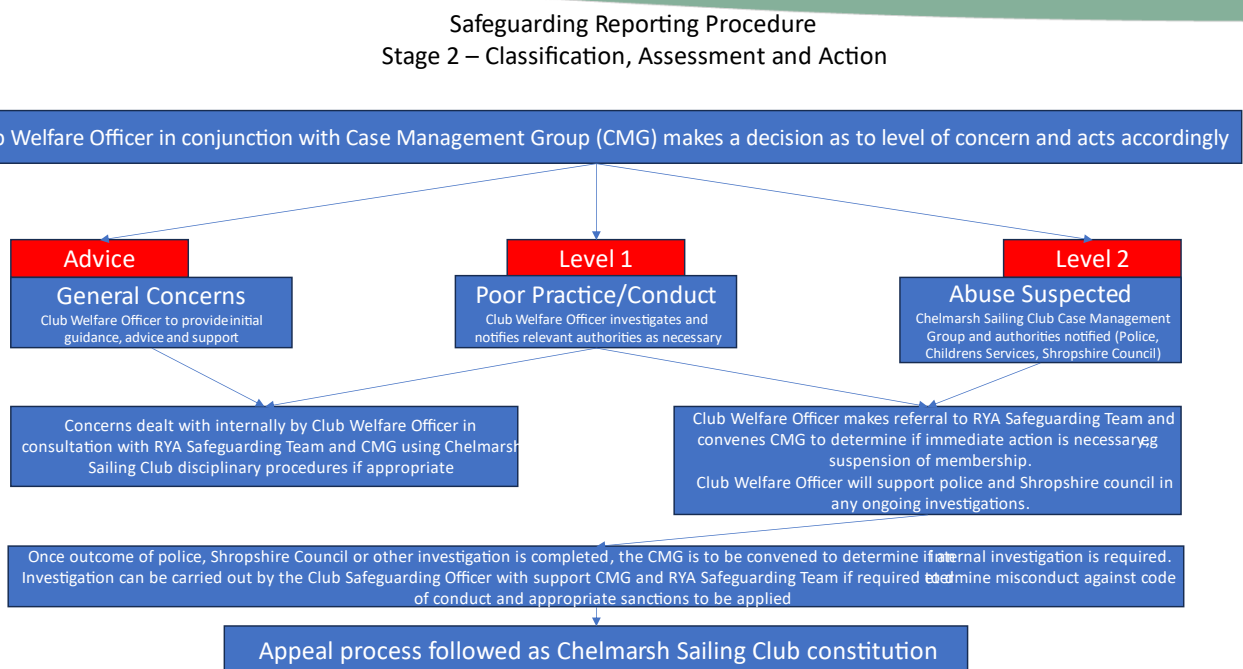 Safeguarding Reporting Procedure
Stage 2 – Classification, Assessment and Action
Welfare Officer in conjunction with Case Management Group (CMG) makes a decision as to level of concern and acts accordingly
Advice
General Concerns
Club Welfare Officer to provide initial
guidance, advice and support
Level 1
Poor Practice/Conduct
Club Welfare Officer investigates and
notifies relevant authorities as necessary
Level 2
Abuse Suspected
Chelmarsh Sailing Club Case Management
Group and authorities notified (Police,
Childrens Services, Shropshire Council)
Concerns dealt with internally by Club Welfare Officer in
consultation with RYA Safeguarding Team and CMG using Chelmarsh
Sailing Club disciplinary procedures if appropriate
Club Welfare Officer makes referral to RYA Safeguarding Team and
convenes CMG to determine if immediate action is necessary, eg
suspension of membership.
Club Welfare Officer will support police and Shropshire council in
any ongoing investigations.
Once outcome of police, Shropshire Council or other investigation is completed, the CMG is to be convened to determine if investigation is required.
Investigation can be carried out by the Club Safeguarding Officer with support CMG and RYA Safeguarding Team if required misconduct against code
of conduct and appropriate sanctions to be applied
Appeal process followed as Chelmarsh Sailing Club constitution